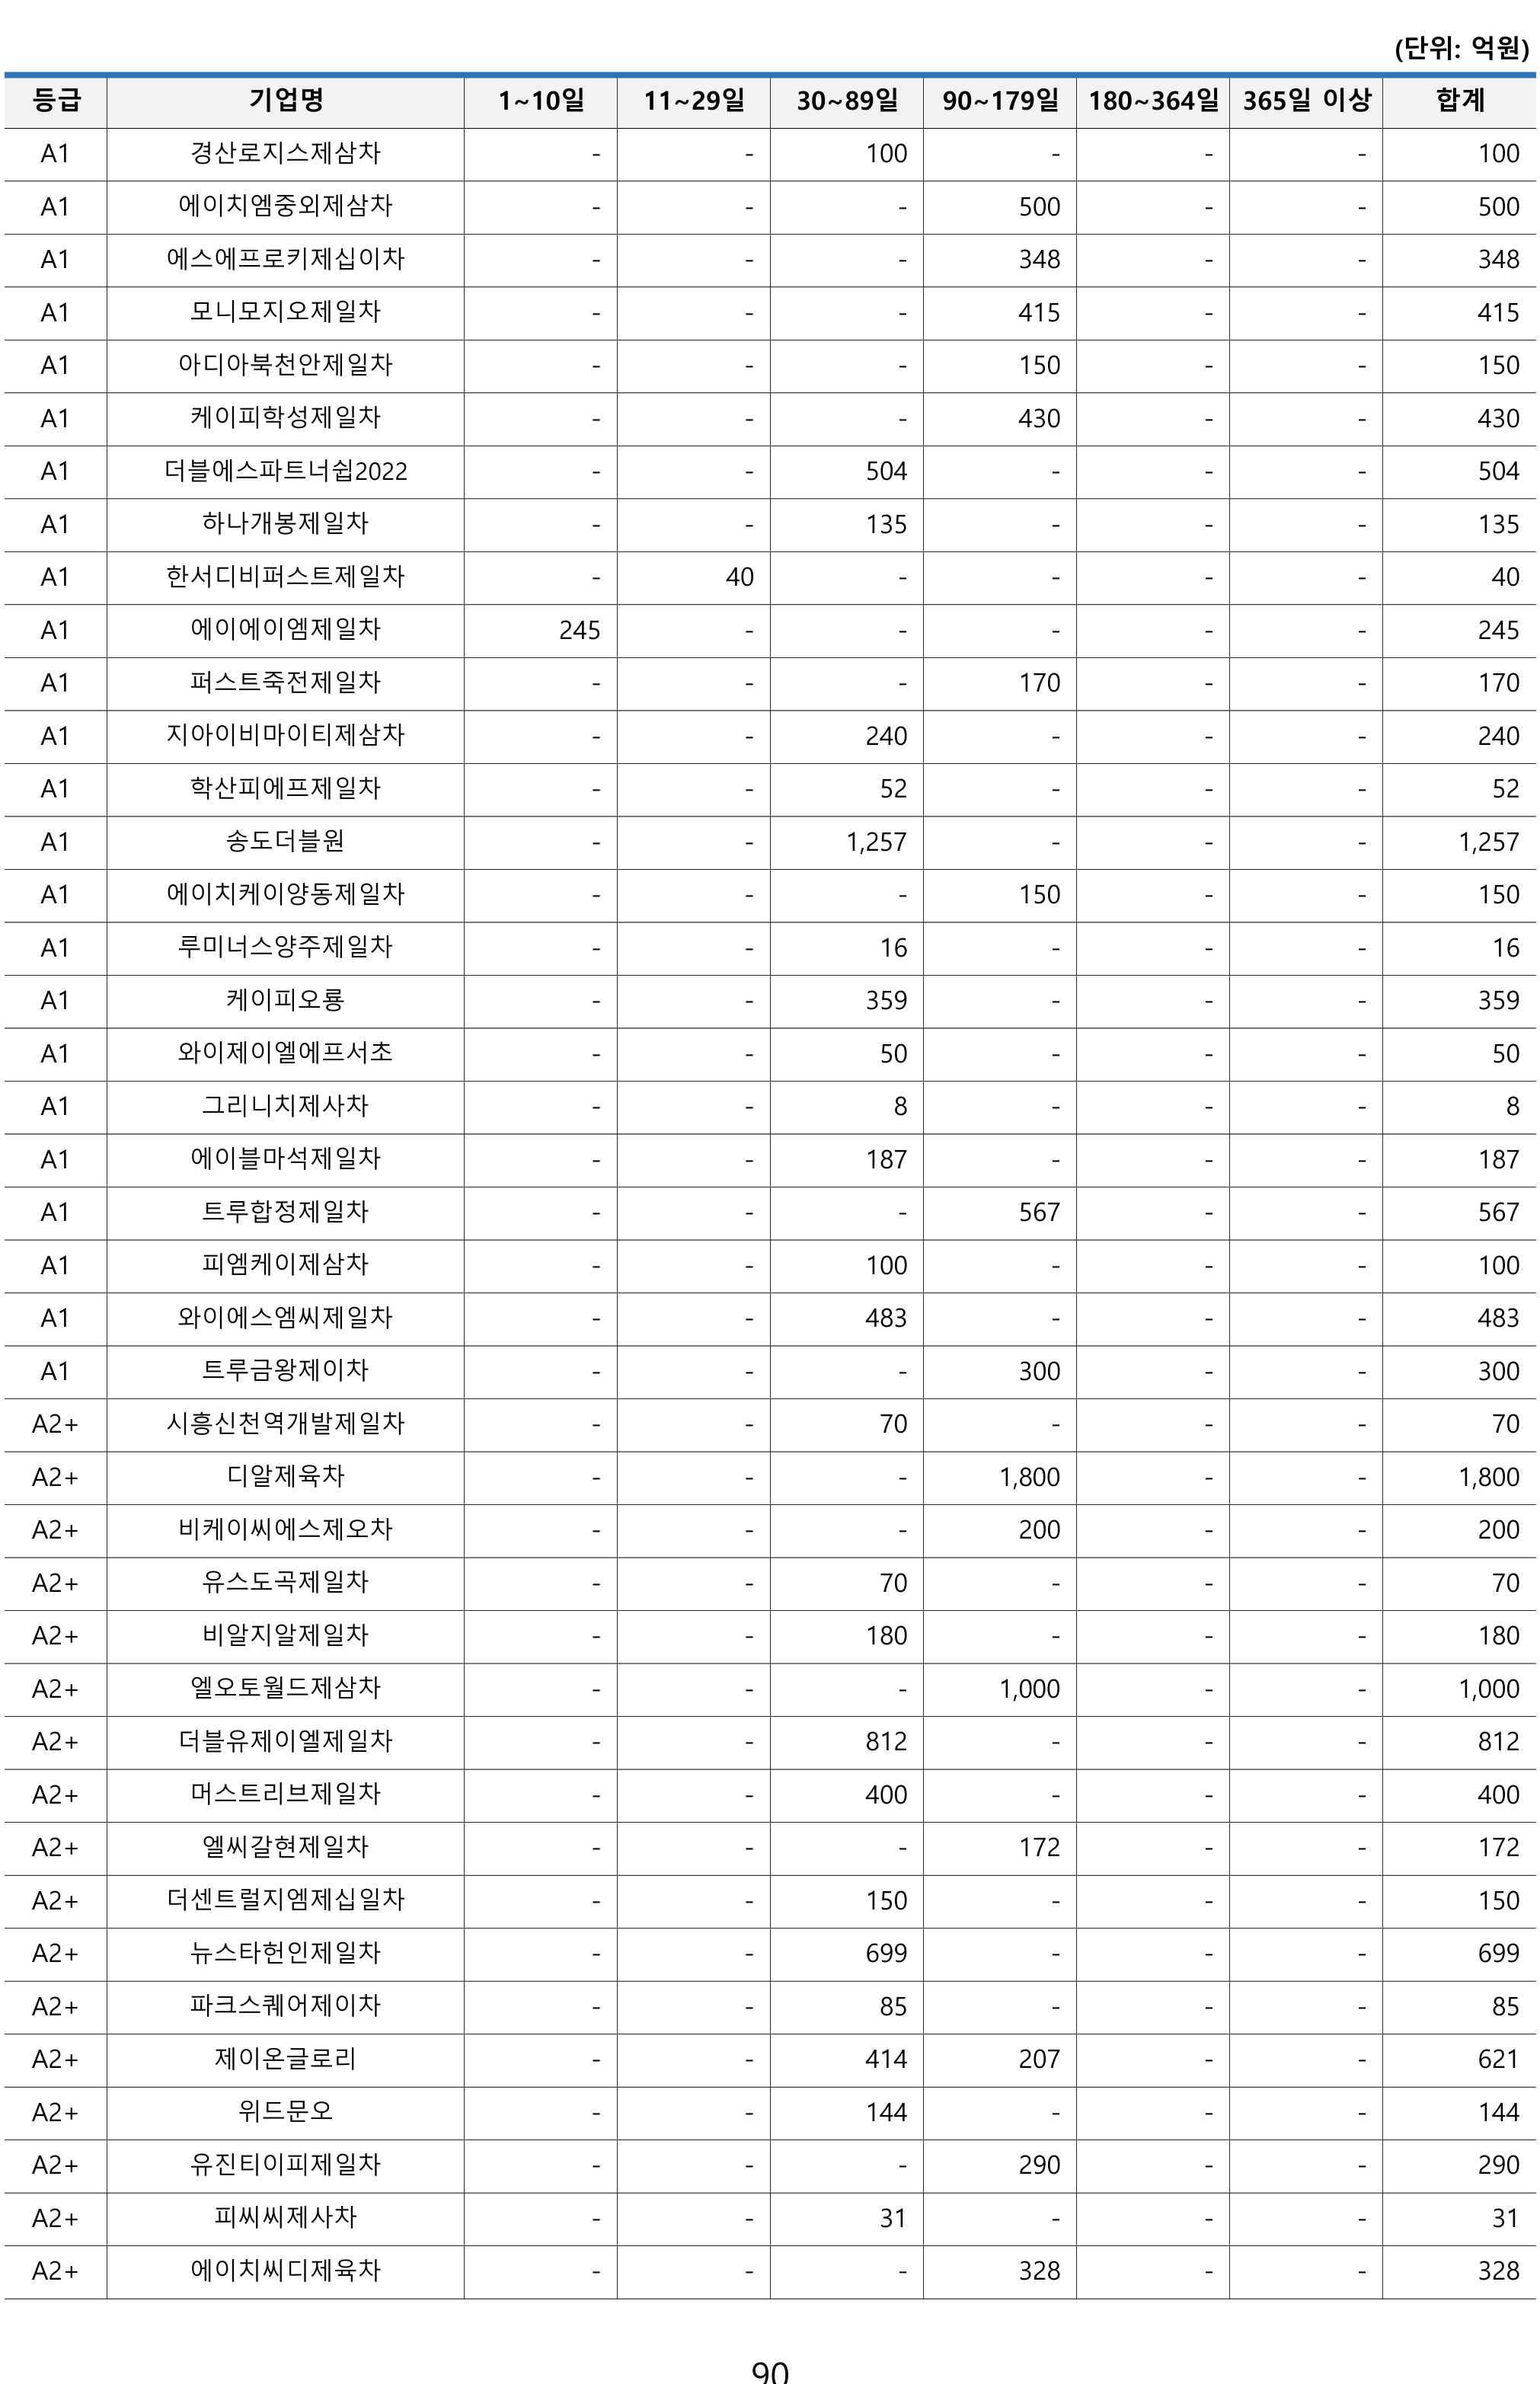 (단위: 억원)
등급 기업명 1~10일 11~29일 30~89일 90~179일 180~364일 365일 이상 합계
A1 경산로지스제삼차 - - 100 - - - 100
A1 에이치엠중외제삼차 - - - 500 - - 500
A1 에스에프로키제십이차 - - - 348 - - 348
A1 모니모지오제일차 - - - 415 - - 415
A1 아디아북천안제일차 - - - 150 - - 150
A1 케이피학성제일차 - - - 430 - - 430
A1 더블에스파트너쉽2022 - - 504 - - - 504
A1 하나개봉제일차 - - 135 - - - 135
A1 한서디비퍼스트제일차 - 40 - - - - 40
A1 에이에이엠제일차 245 - - - - - 245
A1 퍼스트죽전제일차 - - - 170 - - 170
A1 지아이비마이티제삼차 - - 240 - - - 240
A1 학산피에프제일차 - - 52 - - - 52
A1 송도더블원 - - 1,257 - - - 1,257
A1 에이치케이양동제일차 - - - 150 - - 150
A1 루미너스양주제일차 - - 16 - - - 16
A1 케이피오룡 - - 359 - - - 359
A1 와이제이엘에프서초 - - 50 - - - 50
A1 그리니치제사차 - - 8 - - - 8
A1 에이블마석제일차 - - 187 - - - 187
A1 트루합정제일차 - - - 567 - - 567
A1 피엠케이제삼차 - - 100 - - - 100
A1 와이에스엠씨제일차 - - 483 - - - 483
A1 트루금왕제이차 - - - 300 - - 300
A2+ 시흥신천역개발제일차 - - 70 - - - 70
A2+ 디알제육차 - - - 1,800 - - 1,800
A2+ 비케이씨에스제오차 - - - 200 - - 200
A2+ 유스도곡제일차 - - 70 - - - 70
A2+ 비알지알제일차 - - 180 - - - 180
A2+ 엘오토월드제삼차 - - - 1,000 - - 1,000
A2+ 더블유제이엘제일차 - - 812 - - - 812
A2+ 머스트리브제일차 - - 400 - - - 400
A2+ 엘씨갈현제일차 - - - 172 - - 172
A2+ 더센트럴지엠제십일차 - - 150 - - - 150
A2+ 뉴스타헌인제일차 - - 699 - - - 699
A2+ 파크스퀘어제이차 - - 85 - - - 85
A2+ 제이온글로리 - - 414 207 - - 621
A2+ 위드문오 - - 144 - - - 144
A2+ 유진티이피제일차 - - - 290 - - 290
A2+ 피씨씨제사차 - - 31 - - - 31
A2+ 에이치씨디제육차 - - - 328 - - 328
90